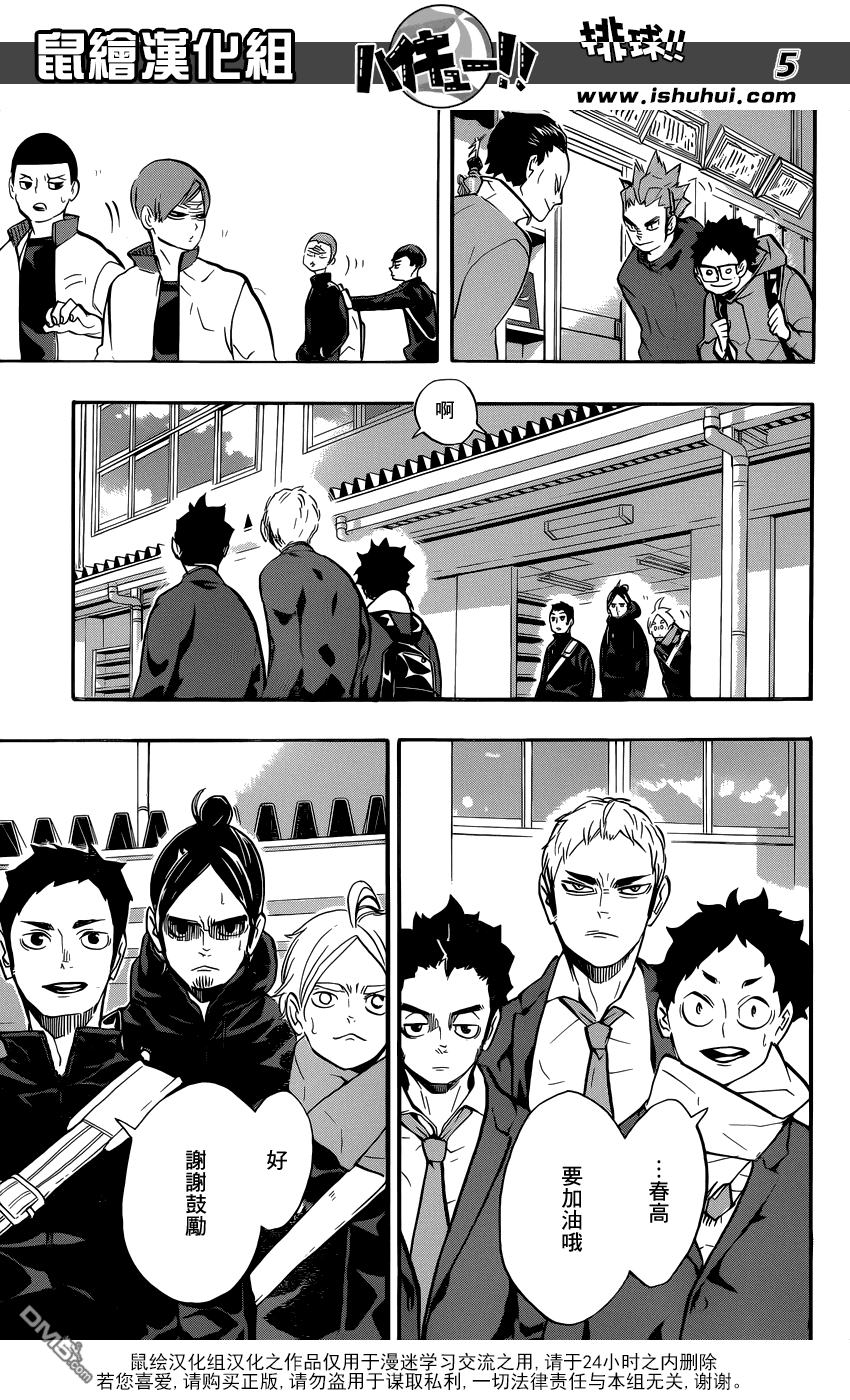 鼠繪漢化組
ハイキュー!!
排球!!
5
www.ishuhui.com
啊
…春高
要加油哦
好
謝謝鼓勵
DM5.com
鼠绘汉化组汉化之作品仅用于漫迷学习交流之用,请于24小时之内删除
若您喜爱,请购买正版,请勿用于谋取私利,一切法律责任与本组无关,谢谢。